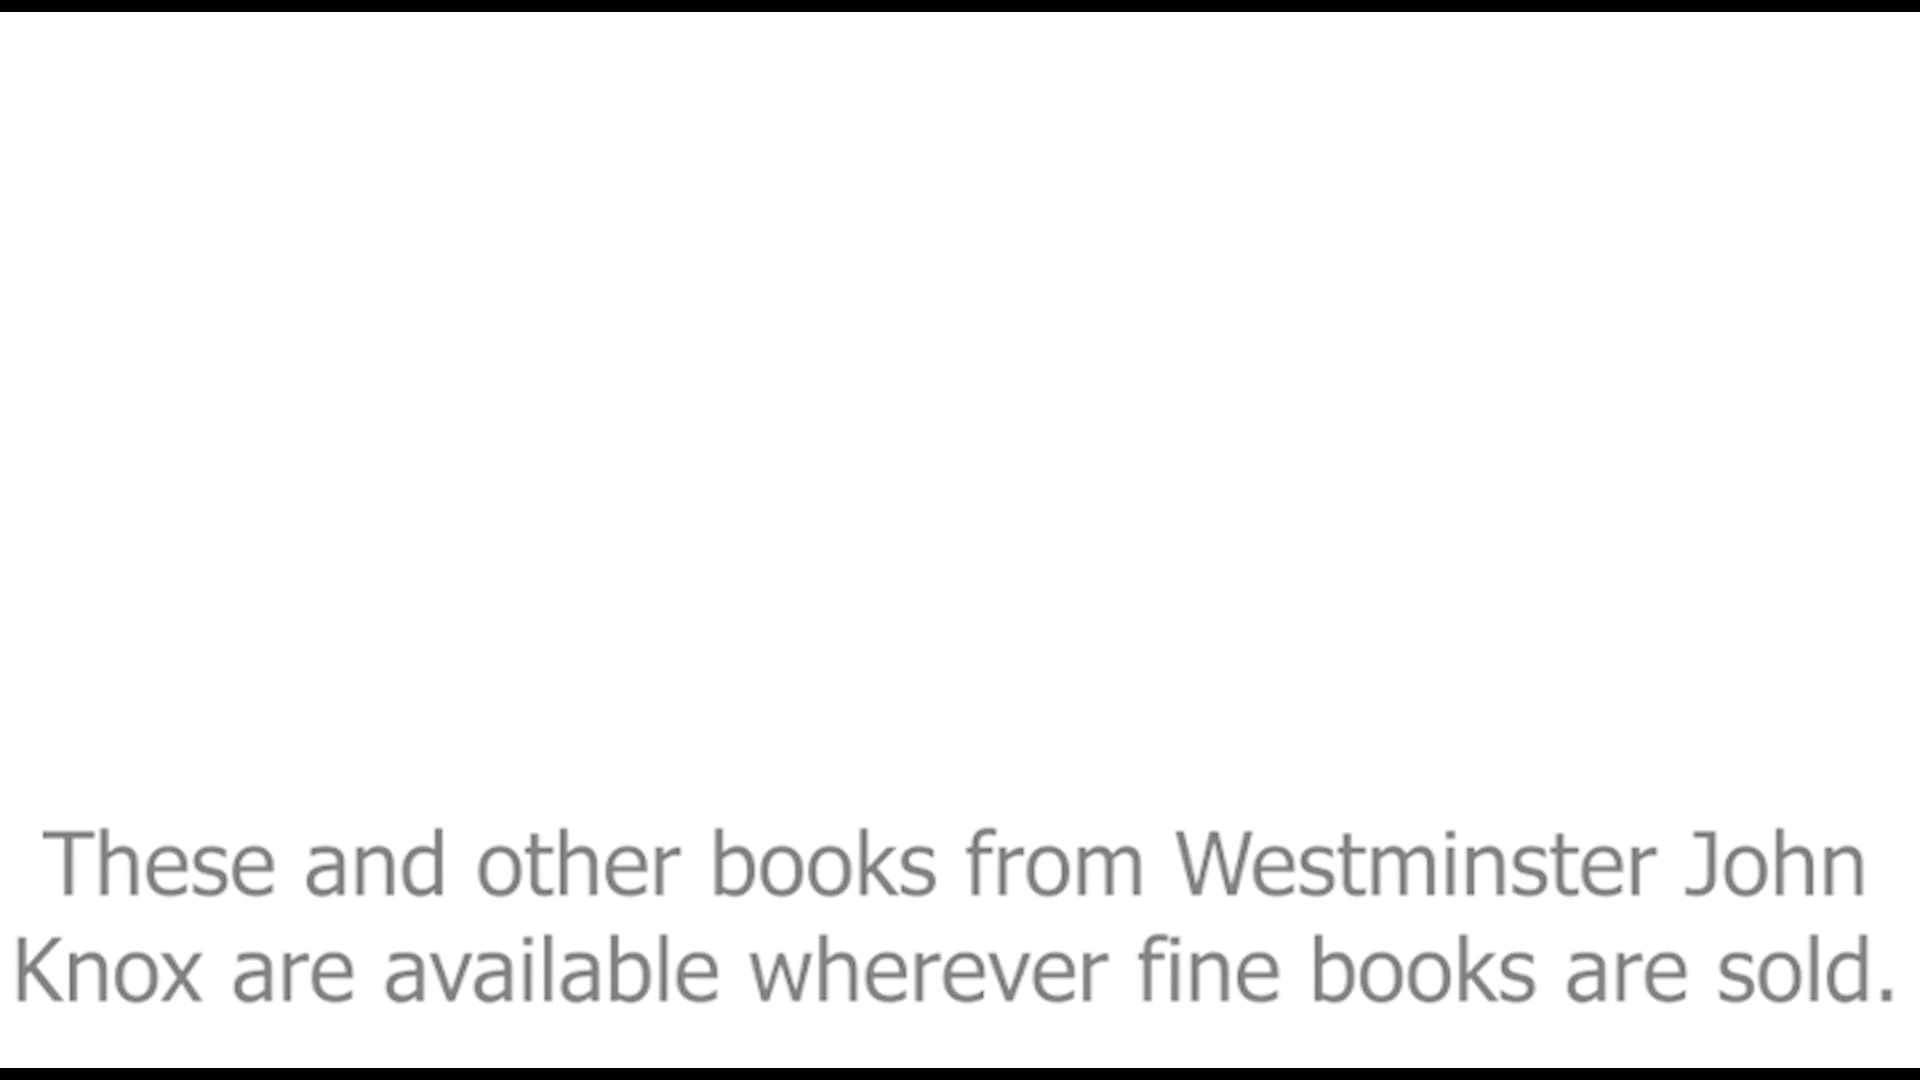 These and other books from Westminster John
Knox are available wherever fine books are sold.